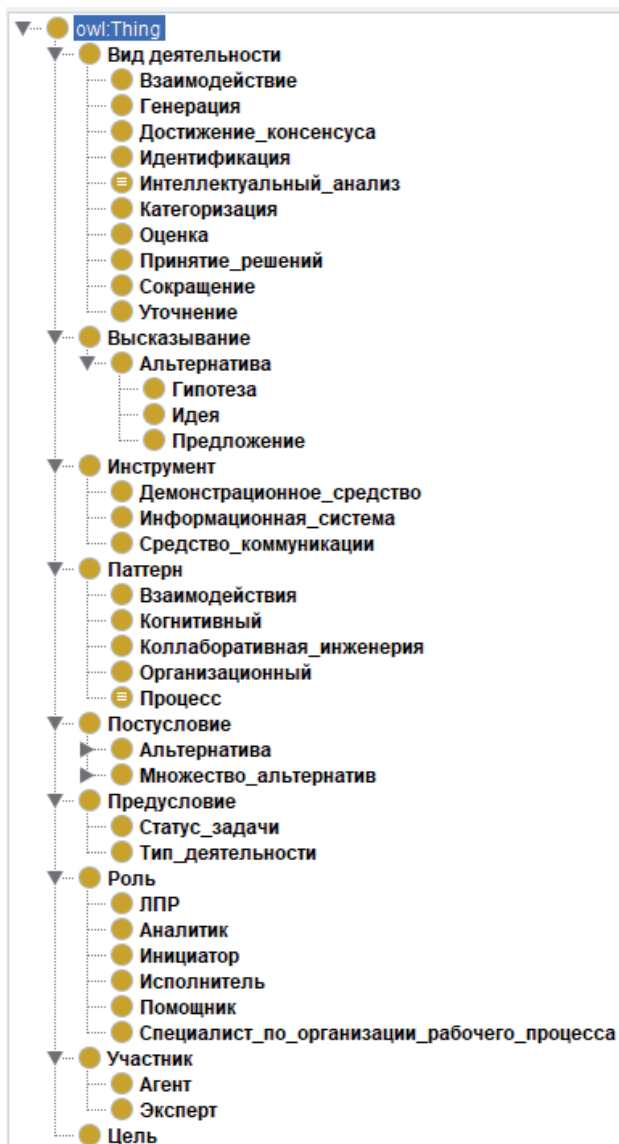 owl:Thing
Вид деятельности
Взаимодействие
Генерация
Достижение_консенсуса
Идентификация
Интеллектуальный_анализ
Категоризация
Оценка
Принятие_решений
Сокращение
Уточнение
Высказывание
Альтернатива
Гипотеза
Идея
Предложение
Инструмент
Демонстрационное_средство
Информационная_система
Средство_коммуникации
Паттерн
Взаимодействия
Когнитивный
Коллаборативная_инженерия
Организационный
Процесс
Постусловие
Альтернатива
Множество_альтернатив
Предусловие
Статус_задачи
Тип_деятельности
Роль
ЛПР
Аналитик
Инициатор
Исполнитель
Помощник
Специалист_по_организации_рабочего_процесса
Участник
Агент
Эксперт
Цель